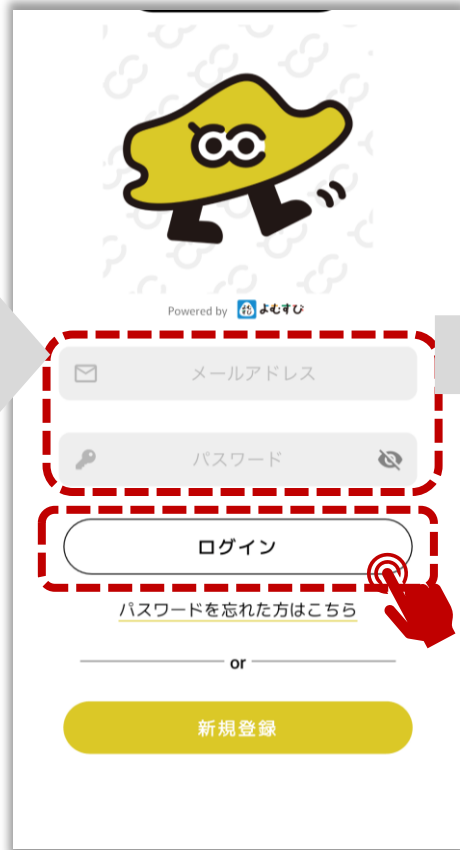 Powered by よむすび
メールアドレス
パスワード
ログイン
パスワードを忘れた方はこちら
or
新規登録